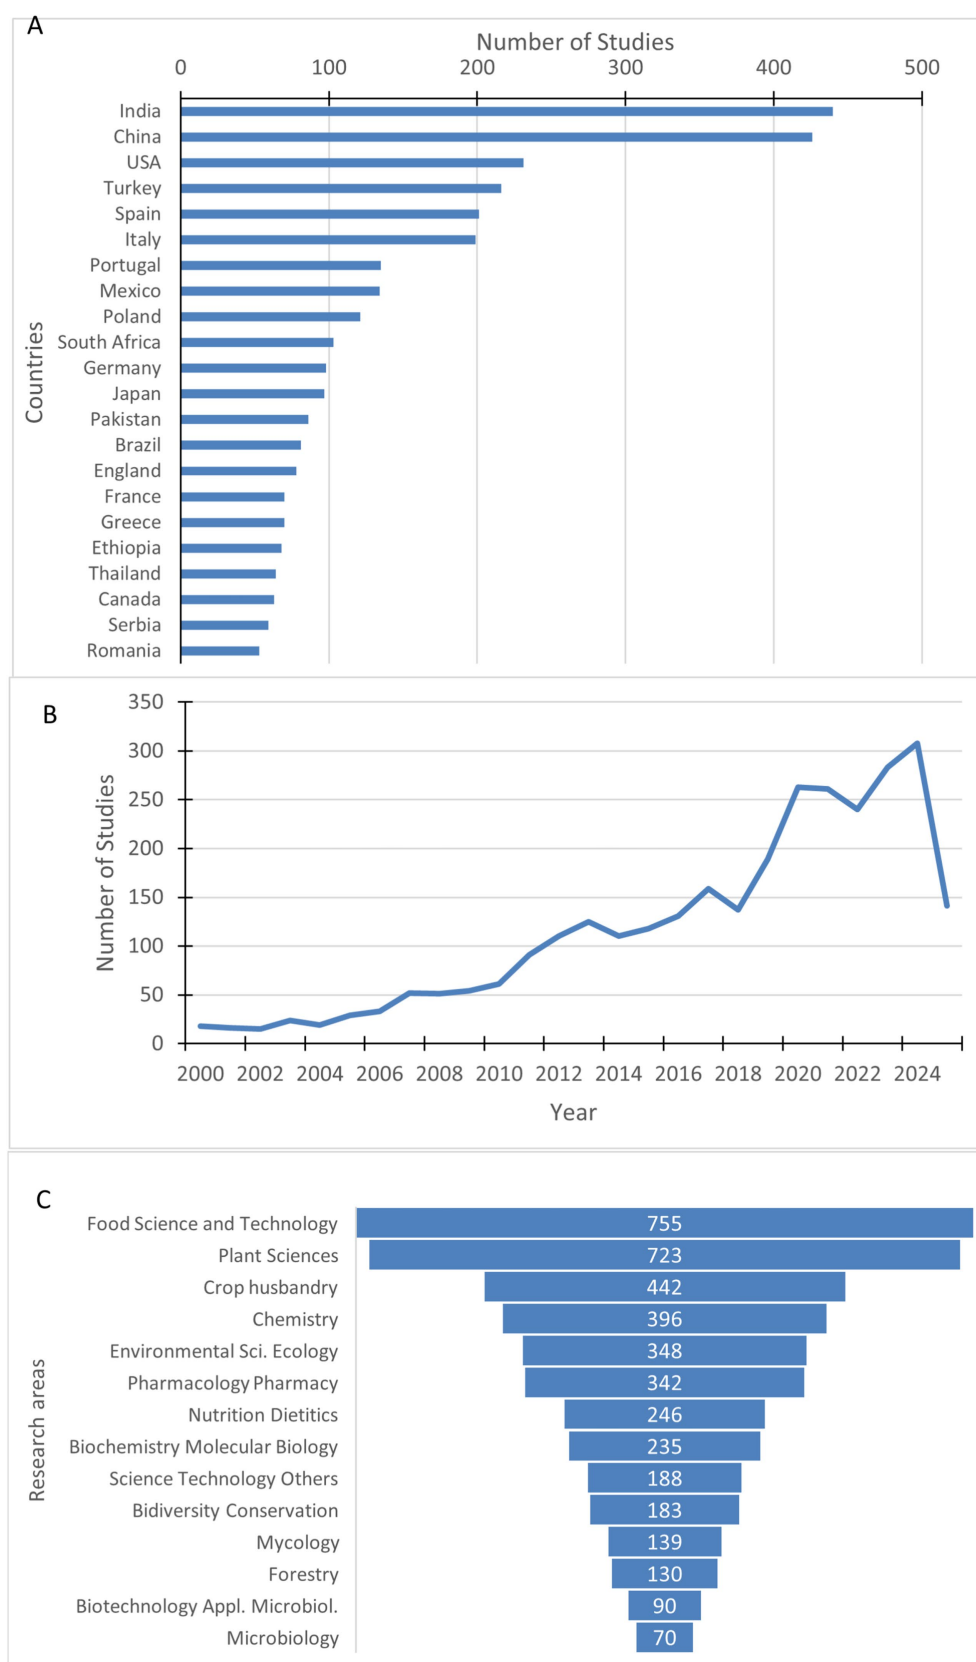 A
Number of Studies
0 100 200 300 400 500
Countries
India
China
USA
Turkey
Spain
Italy
Portugal
Mexico
Poland
South Africa
Germany
Japan
Pakistan
Brazil
England
France
Greece
Ethiopia
Thailand
Canada
Serbia
Romania
B
Number of Studies
350
300
250
200
150
100
50
0
2000 2002 2004 2006 2008 2010 2012 2014 2016 2018 2020 2022 2024
Year
C
Research areas
Food Science and Technology 755
Plant Sciences 723
Crop husbandry 442
Chemistry 396
Environmental Sci. Ecology 348
Pharmacology Pharmacy 342
Nutrition Dietitics 246
Biochemistry Molecular Biology 235
Science Technology Others 188
Bidiversity Conservation 183
Mycology 139
Forestry 130
Biotechnology Appl. Microbiol. 90
Microbiology 70